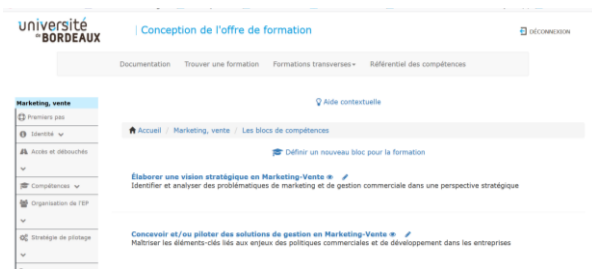 université
de BORDEAUX
Conception de l'offre de formation
DÉCONNEXION
Documentation Trouver une formation Formations transverses Référentiel des compétences
Marketing, vente
Aide contextuelle
Premiers pas
Identité
Accueil / Marketing, vente / Les blocs de compétences
Accès et débouchés
Définir un nouveau bloc pour la formation
Compétences
Élaborer une vision stratégique en Marketing-Vente
Identifier et analyser des problématiques de marketing et de gestion commerciale dans une perspective stratégique
Organisation de l'EP
Stratégie de pilotage
Concevoir et/ou piloter des solutions de gestion en Marketing-Vente
Maîtriser les éléments-clés liés aux enjeux des politiques commerciales et de développement dans les entreprises